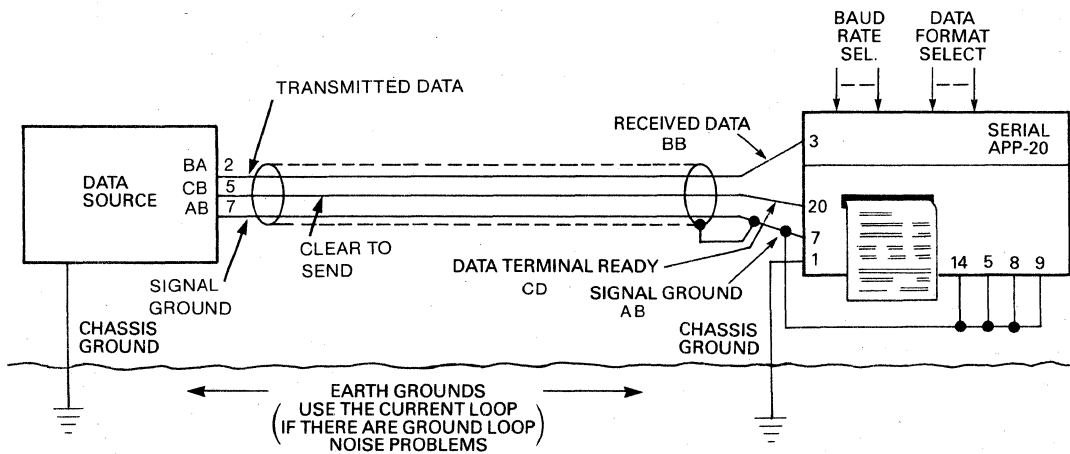 BAUD
RATE
SEL.
DATA
FORMAT
SELECT
TRANSMITTED DATA
RECEIVED DATA
BB
3
SERIAL
APP-20
DATA
SOURCE
BA 2
CB 5
AB 7
20
7
1
CLEAR TO
SEND
DATA TERMINAL READY
CD
SIGNAL GROUND
AB
14 5 8 9
SIGNAL
GROUND
CHASSIS
GROUND
CHASSIS
GROUND
EARTH GROUNDS
USE THE CURRENT LOOP
(IF THERE ARE GROUND LOOP)
NOISE PROBLEMS